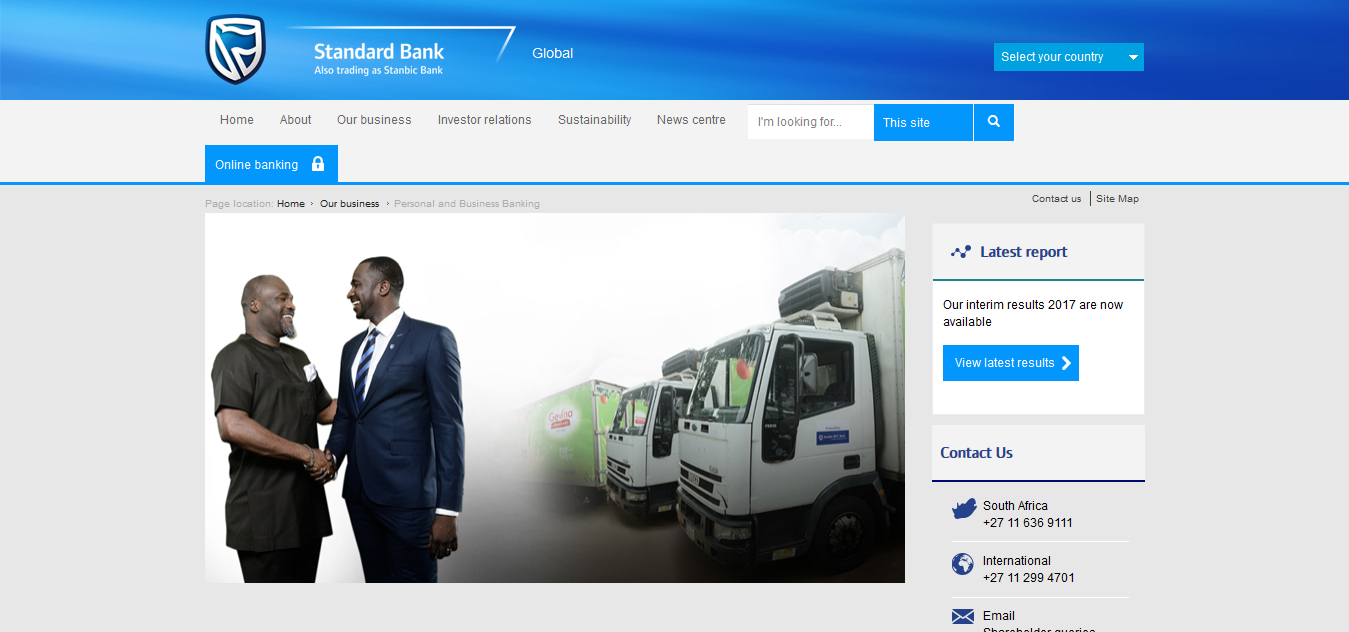 Standard Bank
Also trading as Stanbic Bank
Global
Select your country
Home
About
Our business
Investor relations
Sustainability
News centre
I'm looking for...
This site
Online banking
Contact us
Site Map
Page location: Home › Our business › Personal and Business Banking
Latest report
Our interim results 2017 are now
available
View latest results
Gevina
Contact Us
South Africa
+27 11 636 9111
International
+27 11 299 4701
Email
Shareholder queries